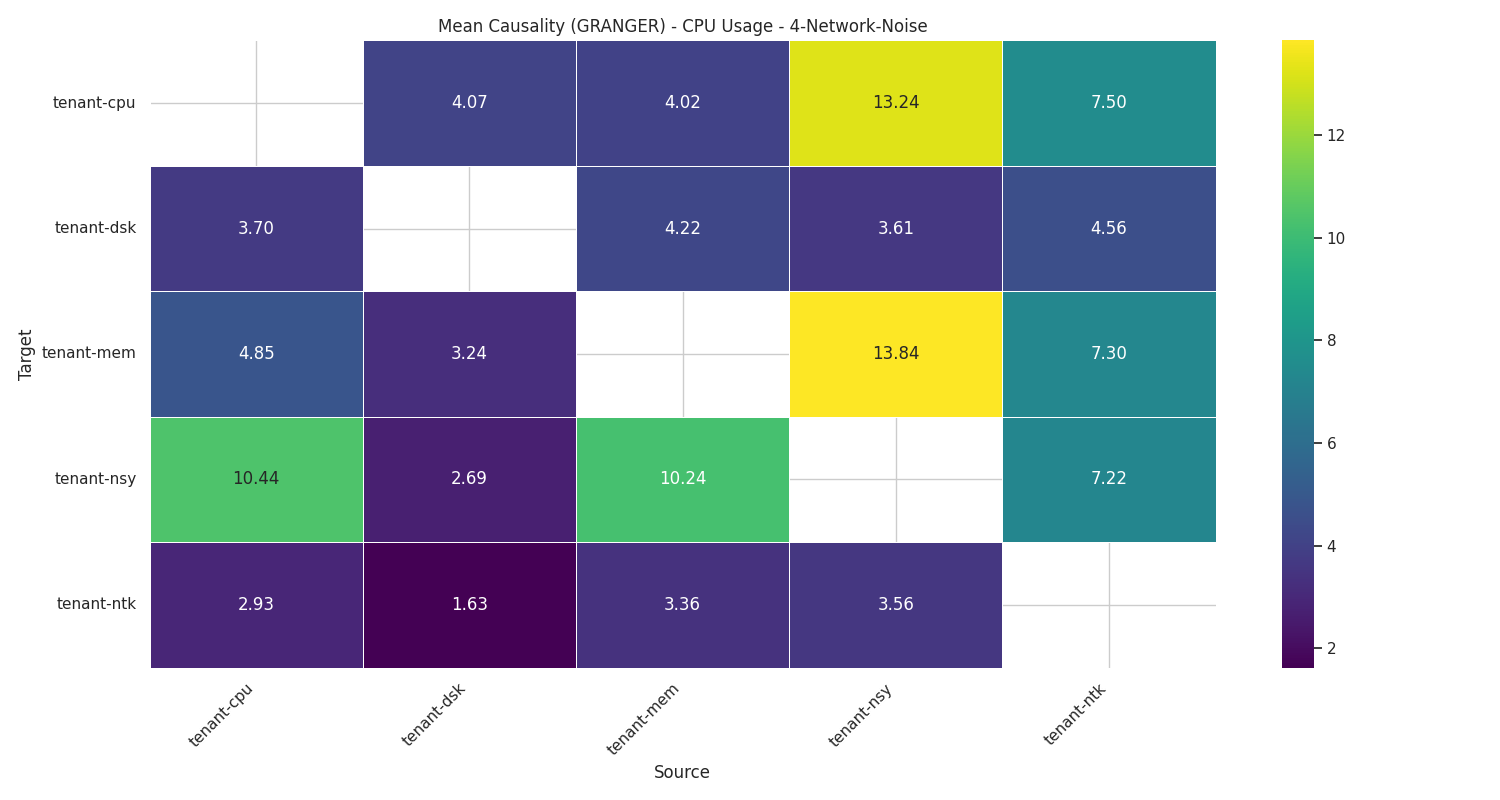 Mean Causality (GRANGER) - CPU Usage - 4-Network-Noise
tenant-cpu 4.07 4.02 13.24 7.50
tenant-dsk 3.70 4.22 3.61 4.56
tenant-mem 4.85 3.24 13.84 7.30
tenant-nsy 10.44 2.69 10.24 7.22
tenant-ntk 2.93 1.63 3.36 3.56
Target
tenant-cpu tenant-dsk tenant-mem tenant-nsy tenant-ntk
Source
12
10
8
6
4
2